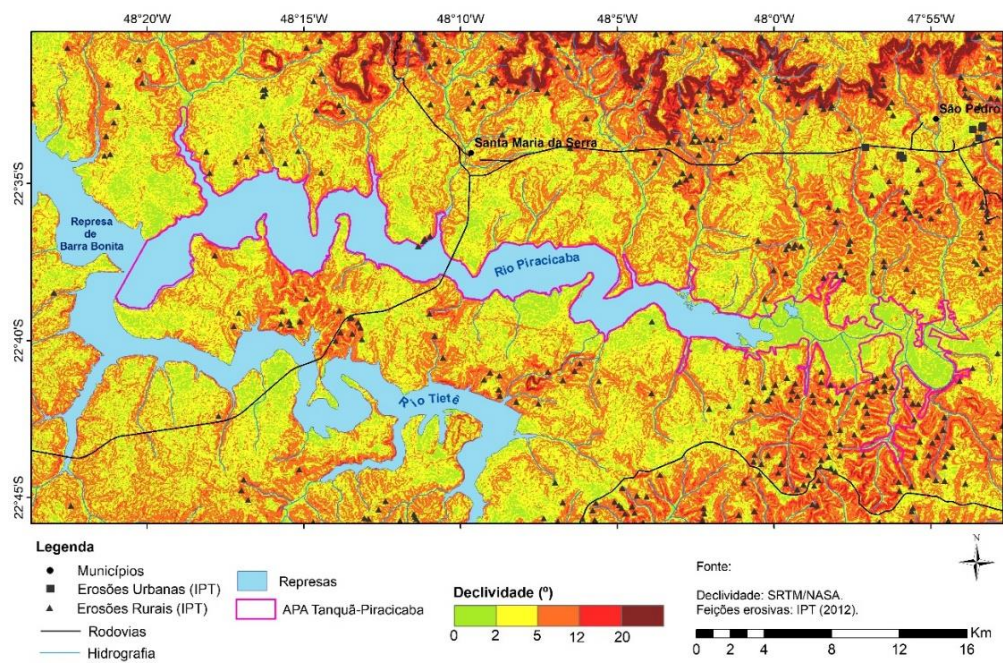 48°20'W 48°15'W 48°10'W 48°5'W 48°0'W 47°55'W
São Pedro
Santa Maria da Serra
22°35'S
Represa
de
Barra Bonita
Rio Piracicaba
22°40'S
Rio Tietê
22°45'S
Legenda
Municípios
Erosões Urbanas (IPT)
Erosões Rurais (IPT)
Rodovias
Hidrografia
Represas
APA Tanquã-Piracicaba
Declividade (º)
0 2 5 12 20
N
Fonte:
Declividade: SRTM/NASA.
Feições erosivas: IPT (2012).
Km
0 2 4 8 12 16